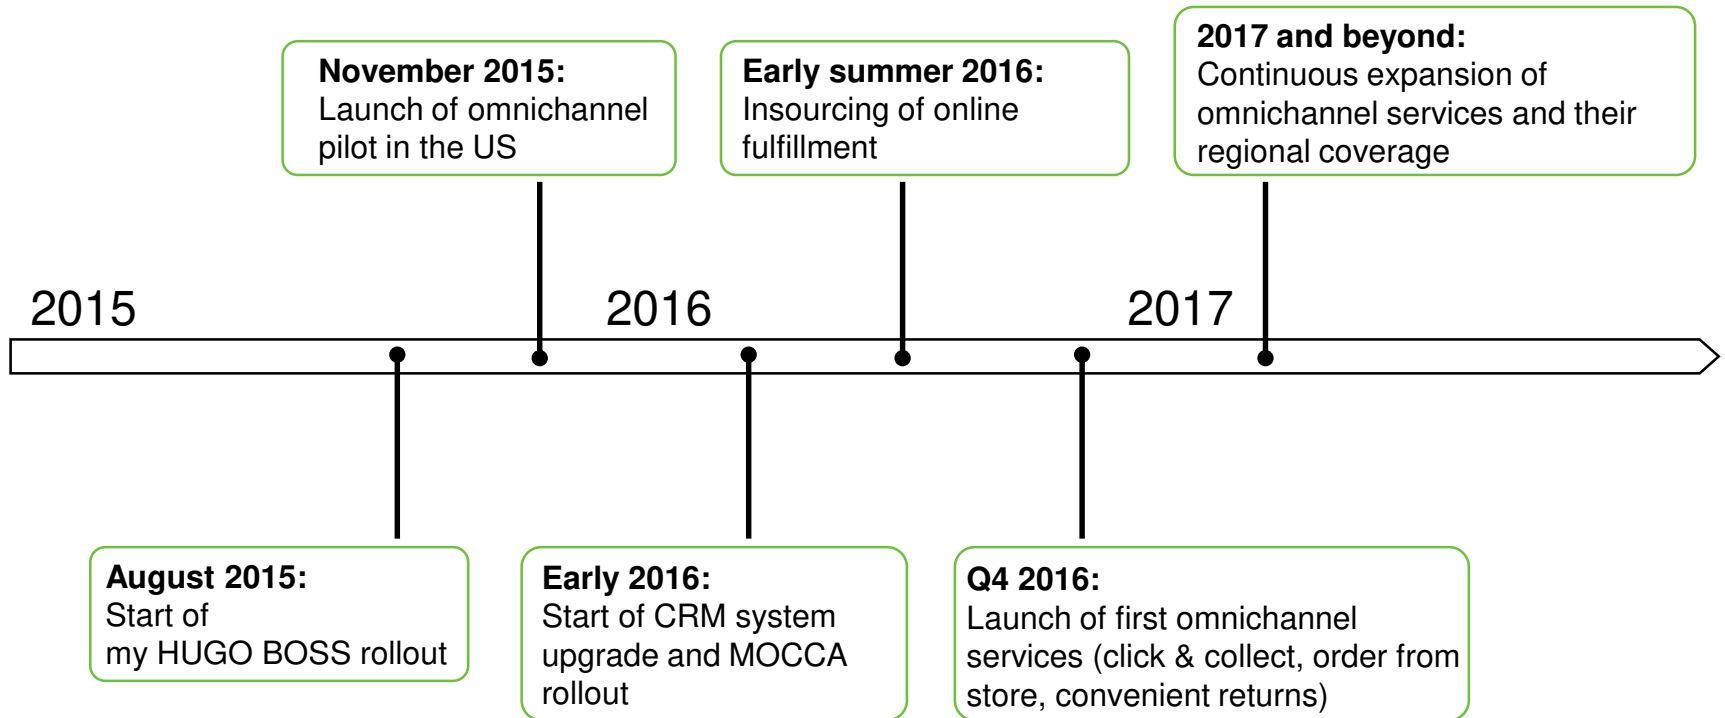 November 2015:
Launch of omnichannel
pilot in the US
Early summer 2016:
Insourcing of online
fulfillment
2017 and beyond:
Continuous expansion of
omnichannel services and their
regional coverage
2015
2016
2017
August 2015:
Start of
my HUGO BOSS rollout
Early 2016:
Start of CRM system
upgrade and MOCCA
rollout
Q4 2016:
Launch of first omnichannel
services (click & collect, order from
store, convenient returns)